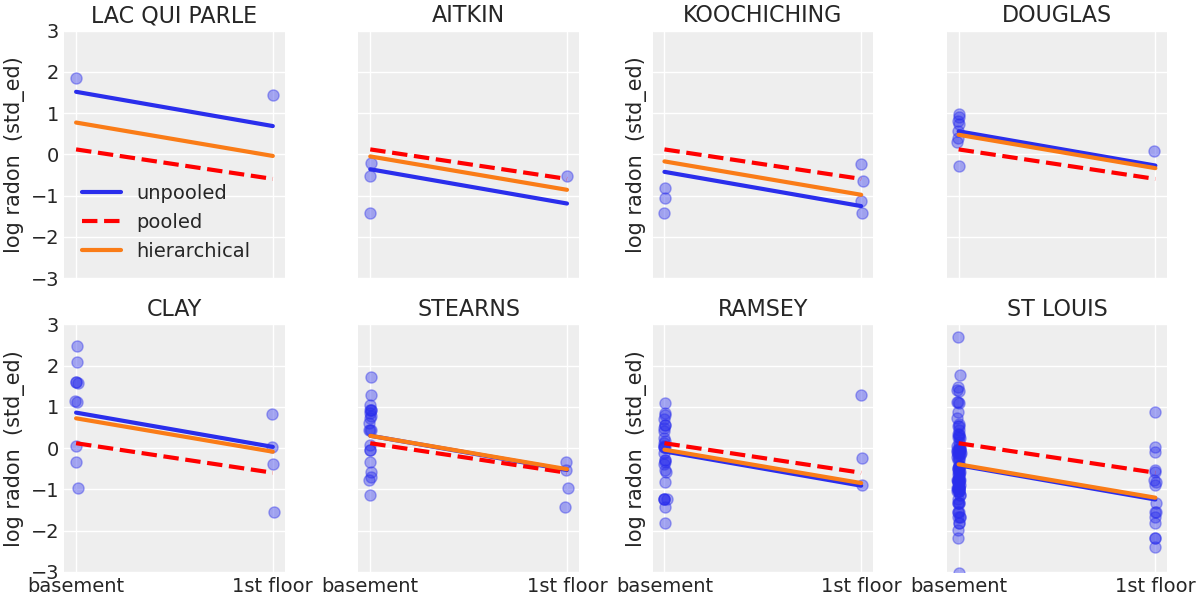 LAC QUI PARLE
AITKIN
KOOCHICHING
DOUGLAS
3
2
1
0
−1
−2
−3
log radon (std_ed)
log radon (std_ed)
unpooled
pooled
hierarchical
CLAY
STEARNS
RAMSEY
ST LOUIS
3
2
1
0
−1
−2
−3
log radon (std_ed)
log radon (std_ed)
basement 1st floor
basement 1st floor
basement 1st floor
basement 1st floor